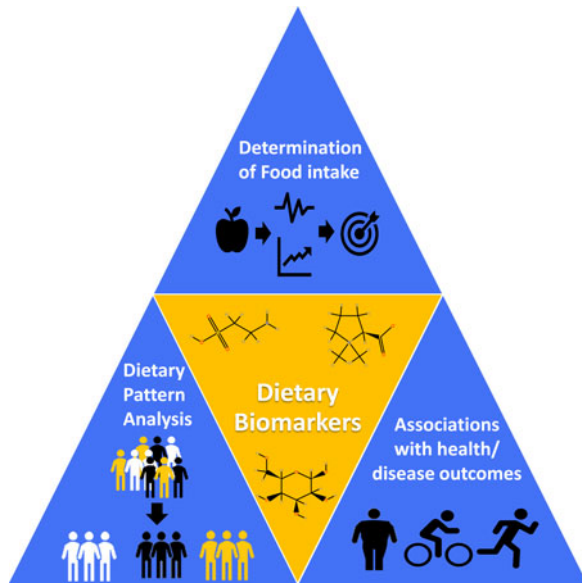 Determination
of Food intake
Dietary
Pattern
Analysis
Dietary
Biomarkers
Associations
with health/
disease outcomes